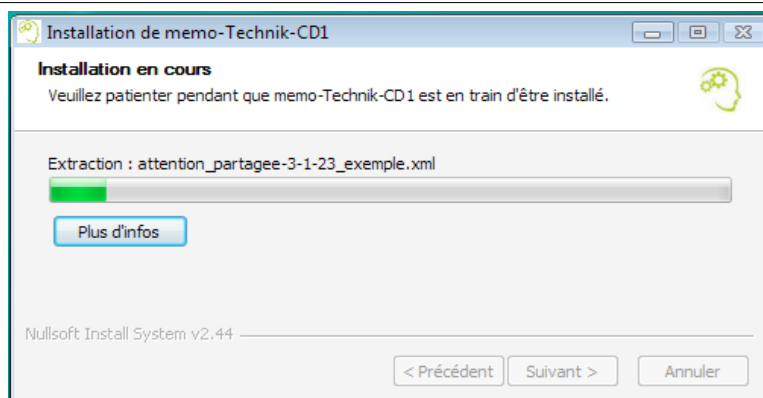 Installation de memo-Technik-CD1
Installation en cours
Veuillez patienter pendant que memo-Technik-CD1 est en train d'être installé.
Extraction : attention_partagee-3-1-23_exemple.xml
Plus d'infos
Nullsoft Install System v2.44
< Précédent Suivant > Annuler